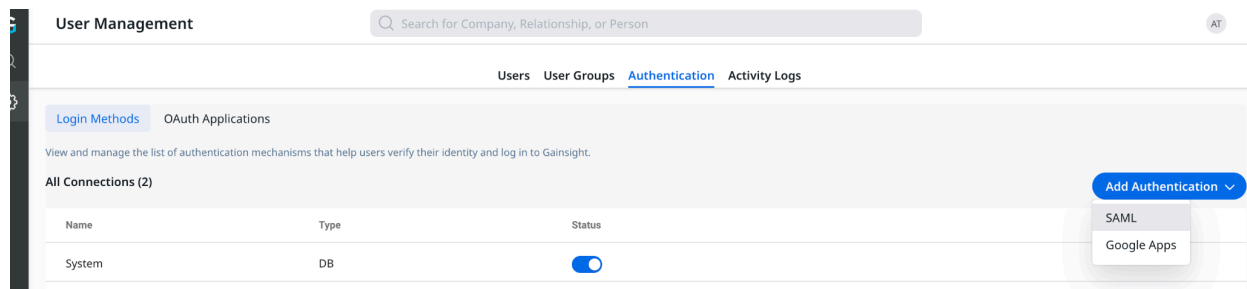 User Management
Search for Company, Relationship, or Person
AT
Users User Groups Authentication Activity Logs
Login Methods OAuth Applications
View and manage the list of authentication mechanisms that help users verify their identity and log in to Gainsight.
All Connections (2)
Add Authentication
SAML
Google Apps
Name Type Status
System DB